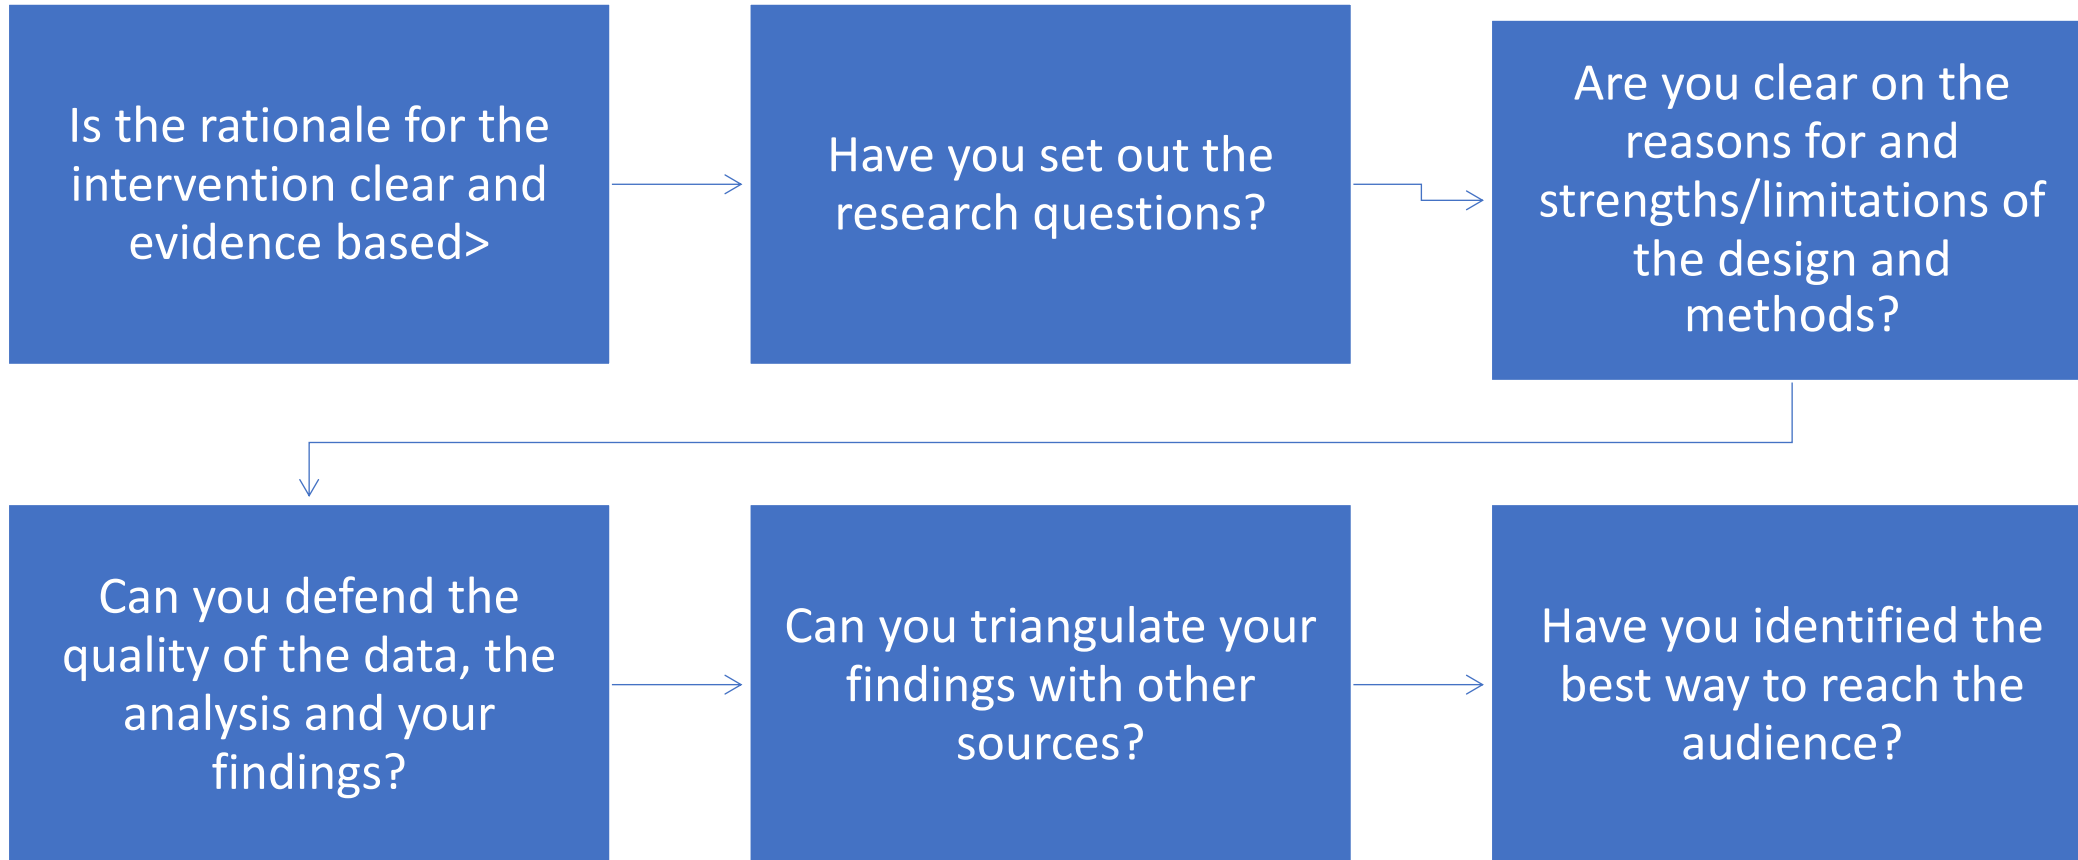 Is the rationale for the
intervention clear and
evidence based>
Have you set out the
research questions?
Are you clear on the
reasons for and
strengths/limitations of
the design and
methods?
Can you defend the
quality of the data, the
analysis and your
findings?
Can you triangulate your
findings with other
sources?
Have you identified the
best way to reach the
audience?